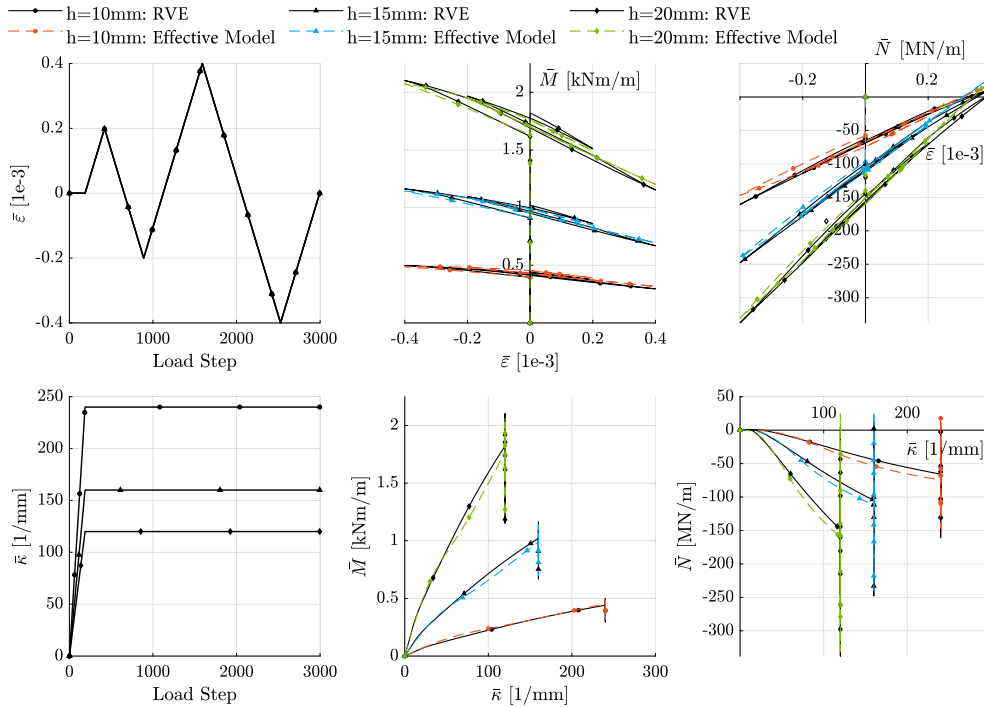 h=10mm: RVE h=15mm: RVE h=20mm: RVE
h=10mm: Effective Model h=15mm: Effective Model h=20mm: Effective Model
0.4
0.2
0
-0.2
-0.4
0 1000 2000 3000
Load Step
ε̄ [1e-3]
M̄ [kNm/m]
2
1.5
1
0.5
-0.4 -0.2 0 0.2 0.4
ε̄ [1e-3]
N̄ [MN/m]
-0.2 0.2
-50
-100
-150
-200
-250
-300
ε̄ [1e-3]
250
200
150
100
50
0
0 1000 2000 3000
Load Step
κ̄ [1/mm]
2
1.5
1
0.5
0
0 100 200 300
κ̄ [1/mm]
M̄ [kNm/m]
50
0
-50
-100
-150
-200
-250
-300
100 200
κ̄ [1/mm]
N̄ [MN/m]